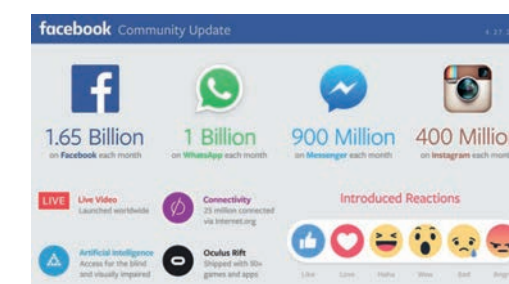 facebook Community Update
1.65 Billion
on Facebook each month
1 Billion
on WhatsApp each month
900 Million
on Messenger each month
400 Millio
on Instagram each mont
LIVE
Live Video
Launched worldwide
Connectivity
25 million connected
via Internet.org
Artificial Intelligence
Access for the blind
and visually impaired
Oculus Rift
Shipped with 50+
games and apps
Introduced Reactions
Like
Love
Haha
Wow
Sad
Angr